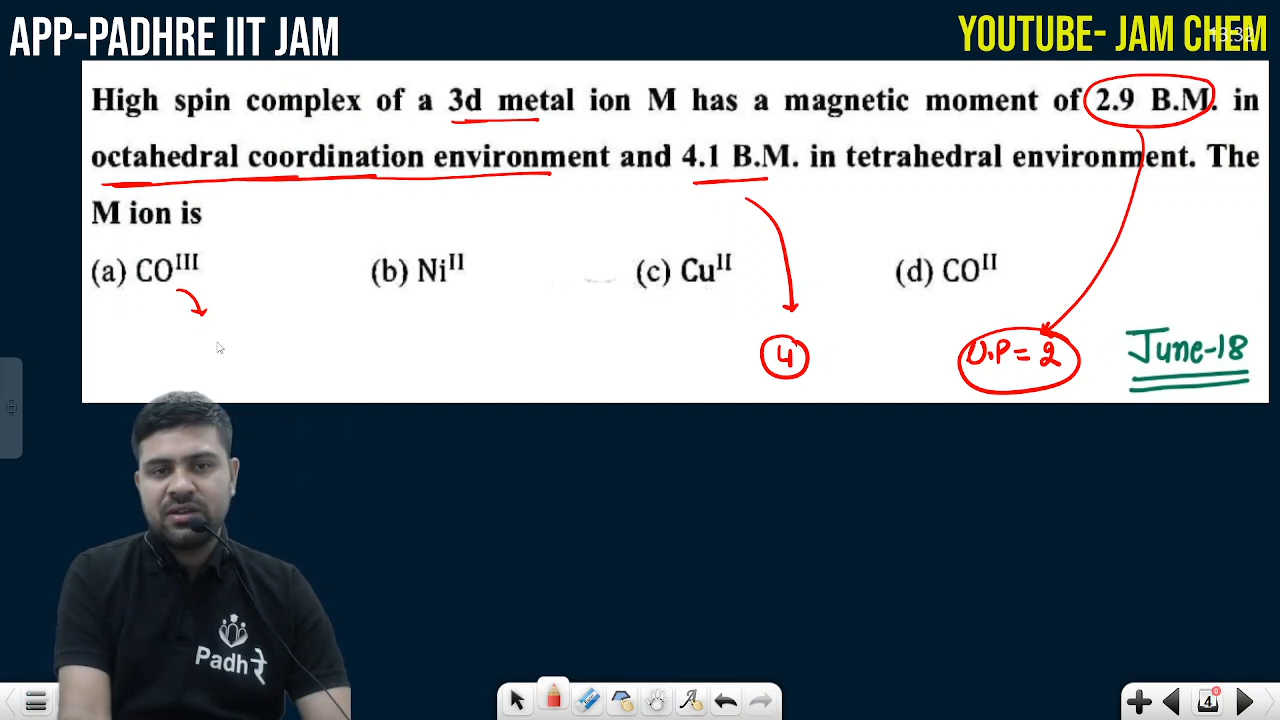 APP-PADHRE IIT JAM
YOUTUBE- JAM CHEM
High spin complex of a 3d metal ion M has a magnetic moment of 2.9 B.M. in
octahedral coordination environment and 4.1 B.M. in tetrahedral environment. The
M ion is
(a) CO^III (b) Ni^II (c) Cu^II (d) CO^II
4
U.P = 2
June-18
Padhरे
4